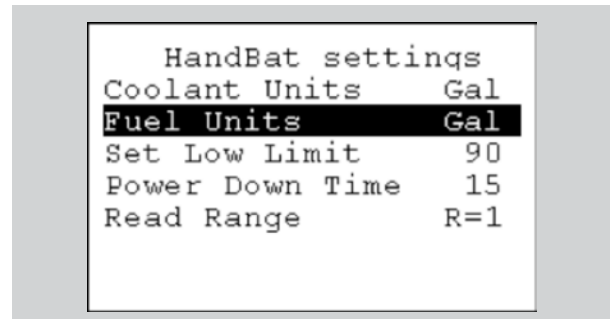 HandBat settings
Coolant Units Gal
Fuel Units Gal
Set Low Limit 90
Power Down Time 15
Read Range R=1